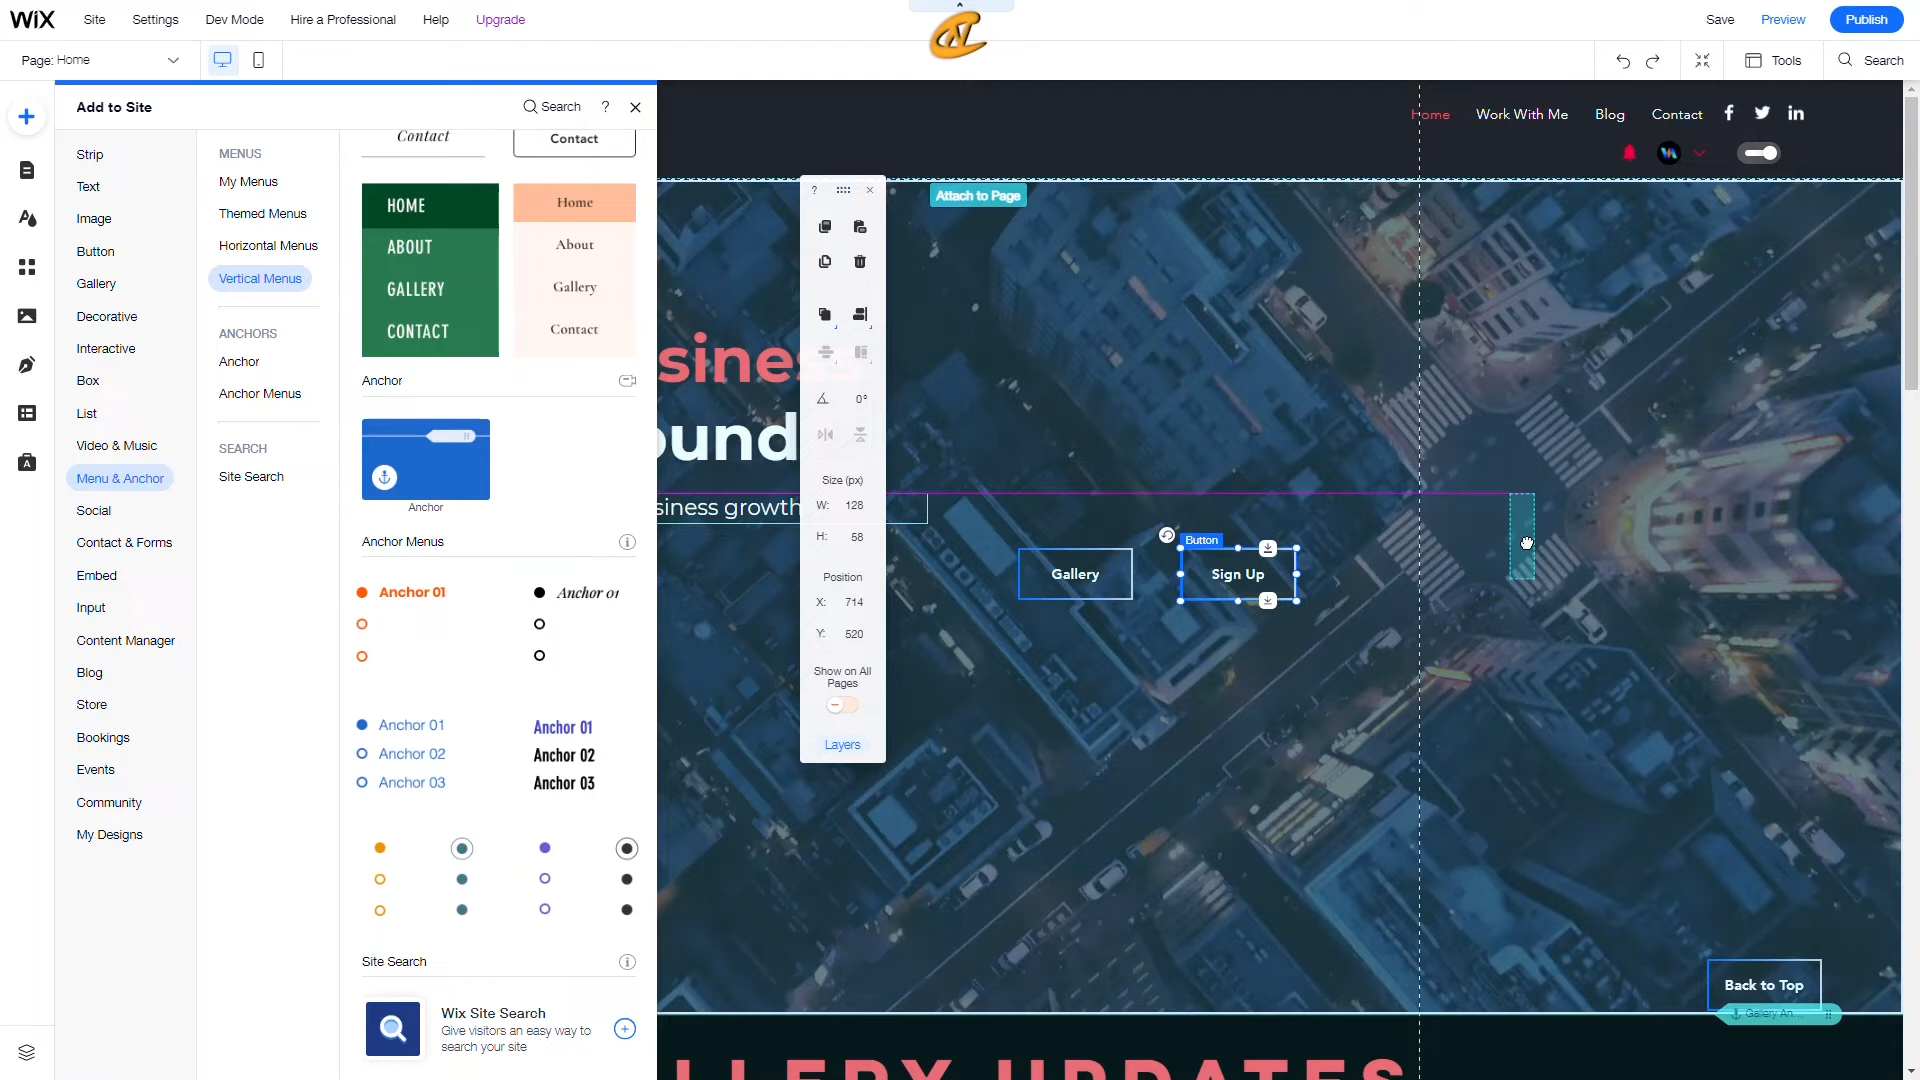 WiX Site Settings Dev Mode Hire a Professional Help Upgrade Save Preview Publish
Page: Home Tools Search
Add to Site Search ?
Strip
Text
Image
Button
Gallery
Decorative
Interactive
Box
List
Video & Music
Menu & Anchor
Social
Contact & Forms
Embed
Input
Content Manager
Blog
Store
Bookings
Events
Community
My Designs
MENUS
My Menus
Themed Menus
Horizontal Menus
Vertical Menus
ANCHORS
Anchor
Anchor Menus
SEARCH
Site Search
Contact Contact
HOME
ABOUT
GALLERY
CONTACT
Home
About
Gallery
Contact
Anchor
Anchor
Anchor Menus
Anchor 01 Anchor 01
Anchor 01
Anchor 02
Anchor 03
Anchor 01
Anchor 02
Anchor 03
Site Search
Wix Site Search
Give visitors an easy way to
search your site
?
0°
Size (px)
W: 128
H: 58
Position
X: 714
Y: 520
Show on All
Pages
Layers
Home Work With Me Blog Contact
Attach to Page
siness
ound
siness growth
Gallery
Button
Sign Up
Back to Top
Gallery An...
LLERY UPDATES